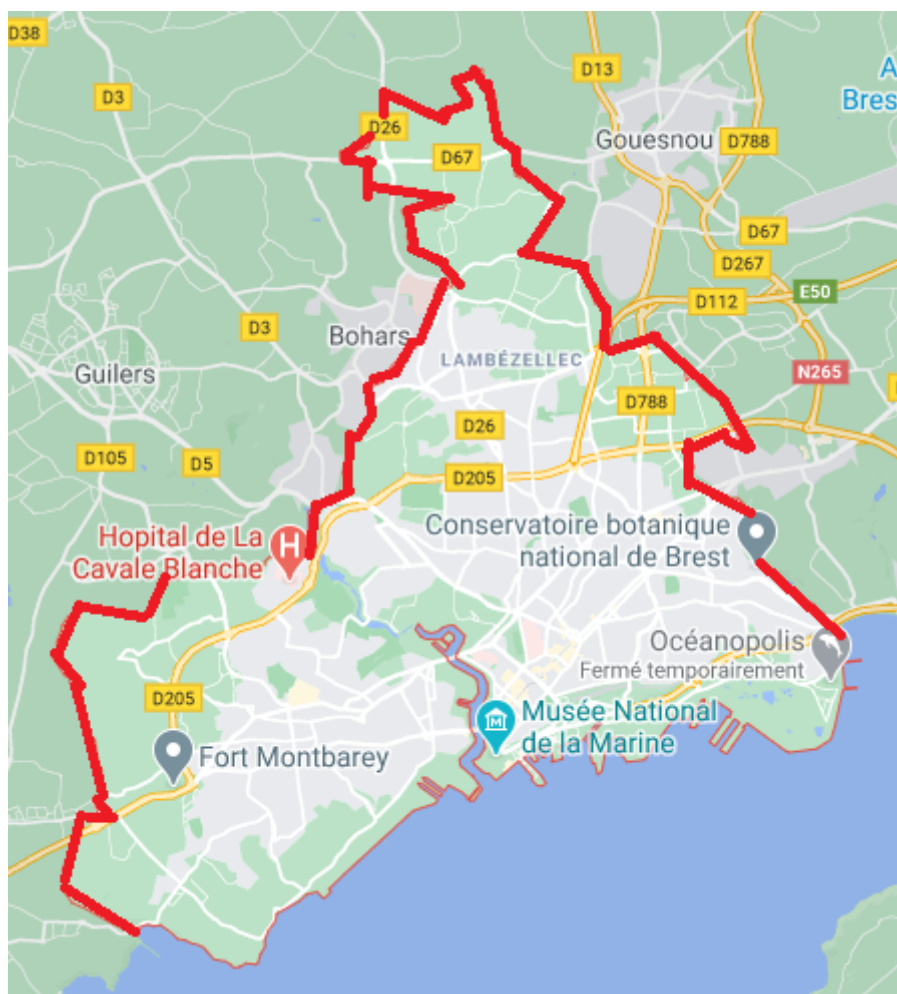 D38
D3
D13
A
Bres
D26
Gouesnou
D788
D67
D67
D267
E50
D112
D3
Bohars
LAMBÉZELLEC
Guilers
N265
D788
D26
D105
D5
D205
Conservatoire botanique
national de Brest
Hopital de La
Cavale Blanche
H
Océanopolis
Fermé temporairement
D205
Musée National
de la Marine
M
Fort Montbarey